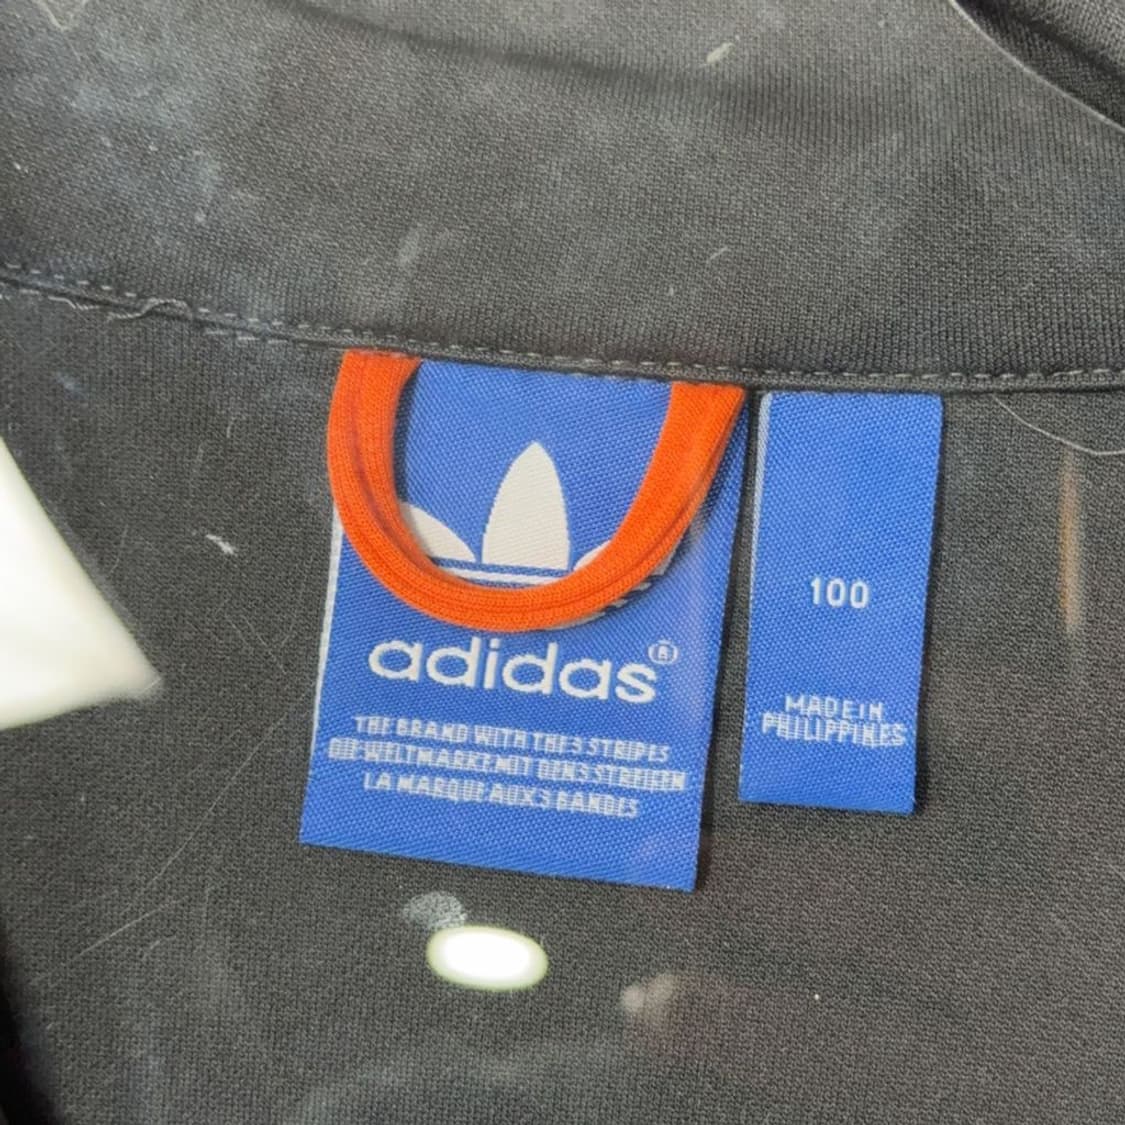 adidas®
THE BRAND WITH THE 3 STRIPES
DIE WELTMARKE MIT DEN 3 STREIFEN
LA MARQUE AUX 3 BANDES
100
MADE IN
PHILIPPINES